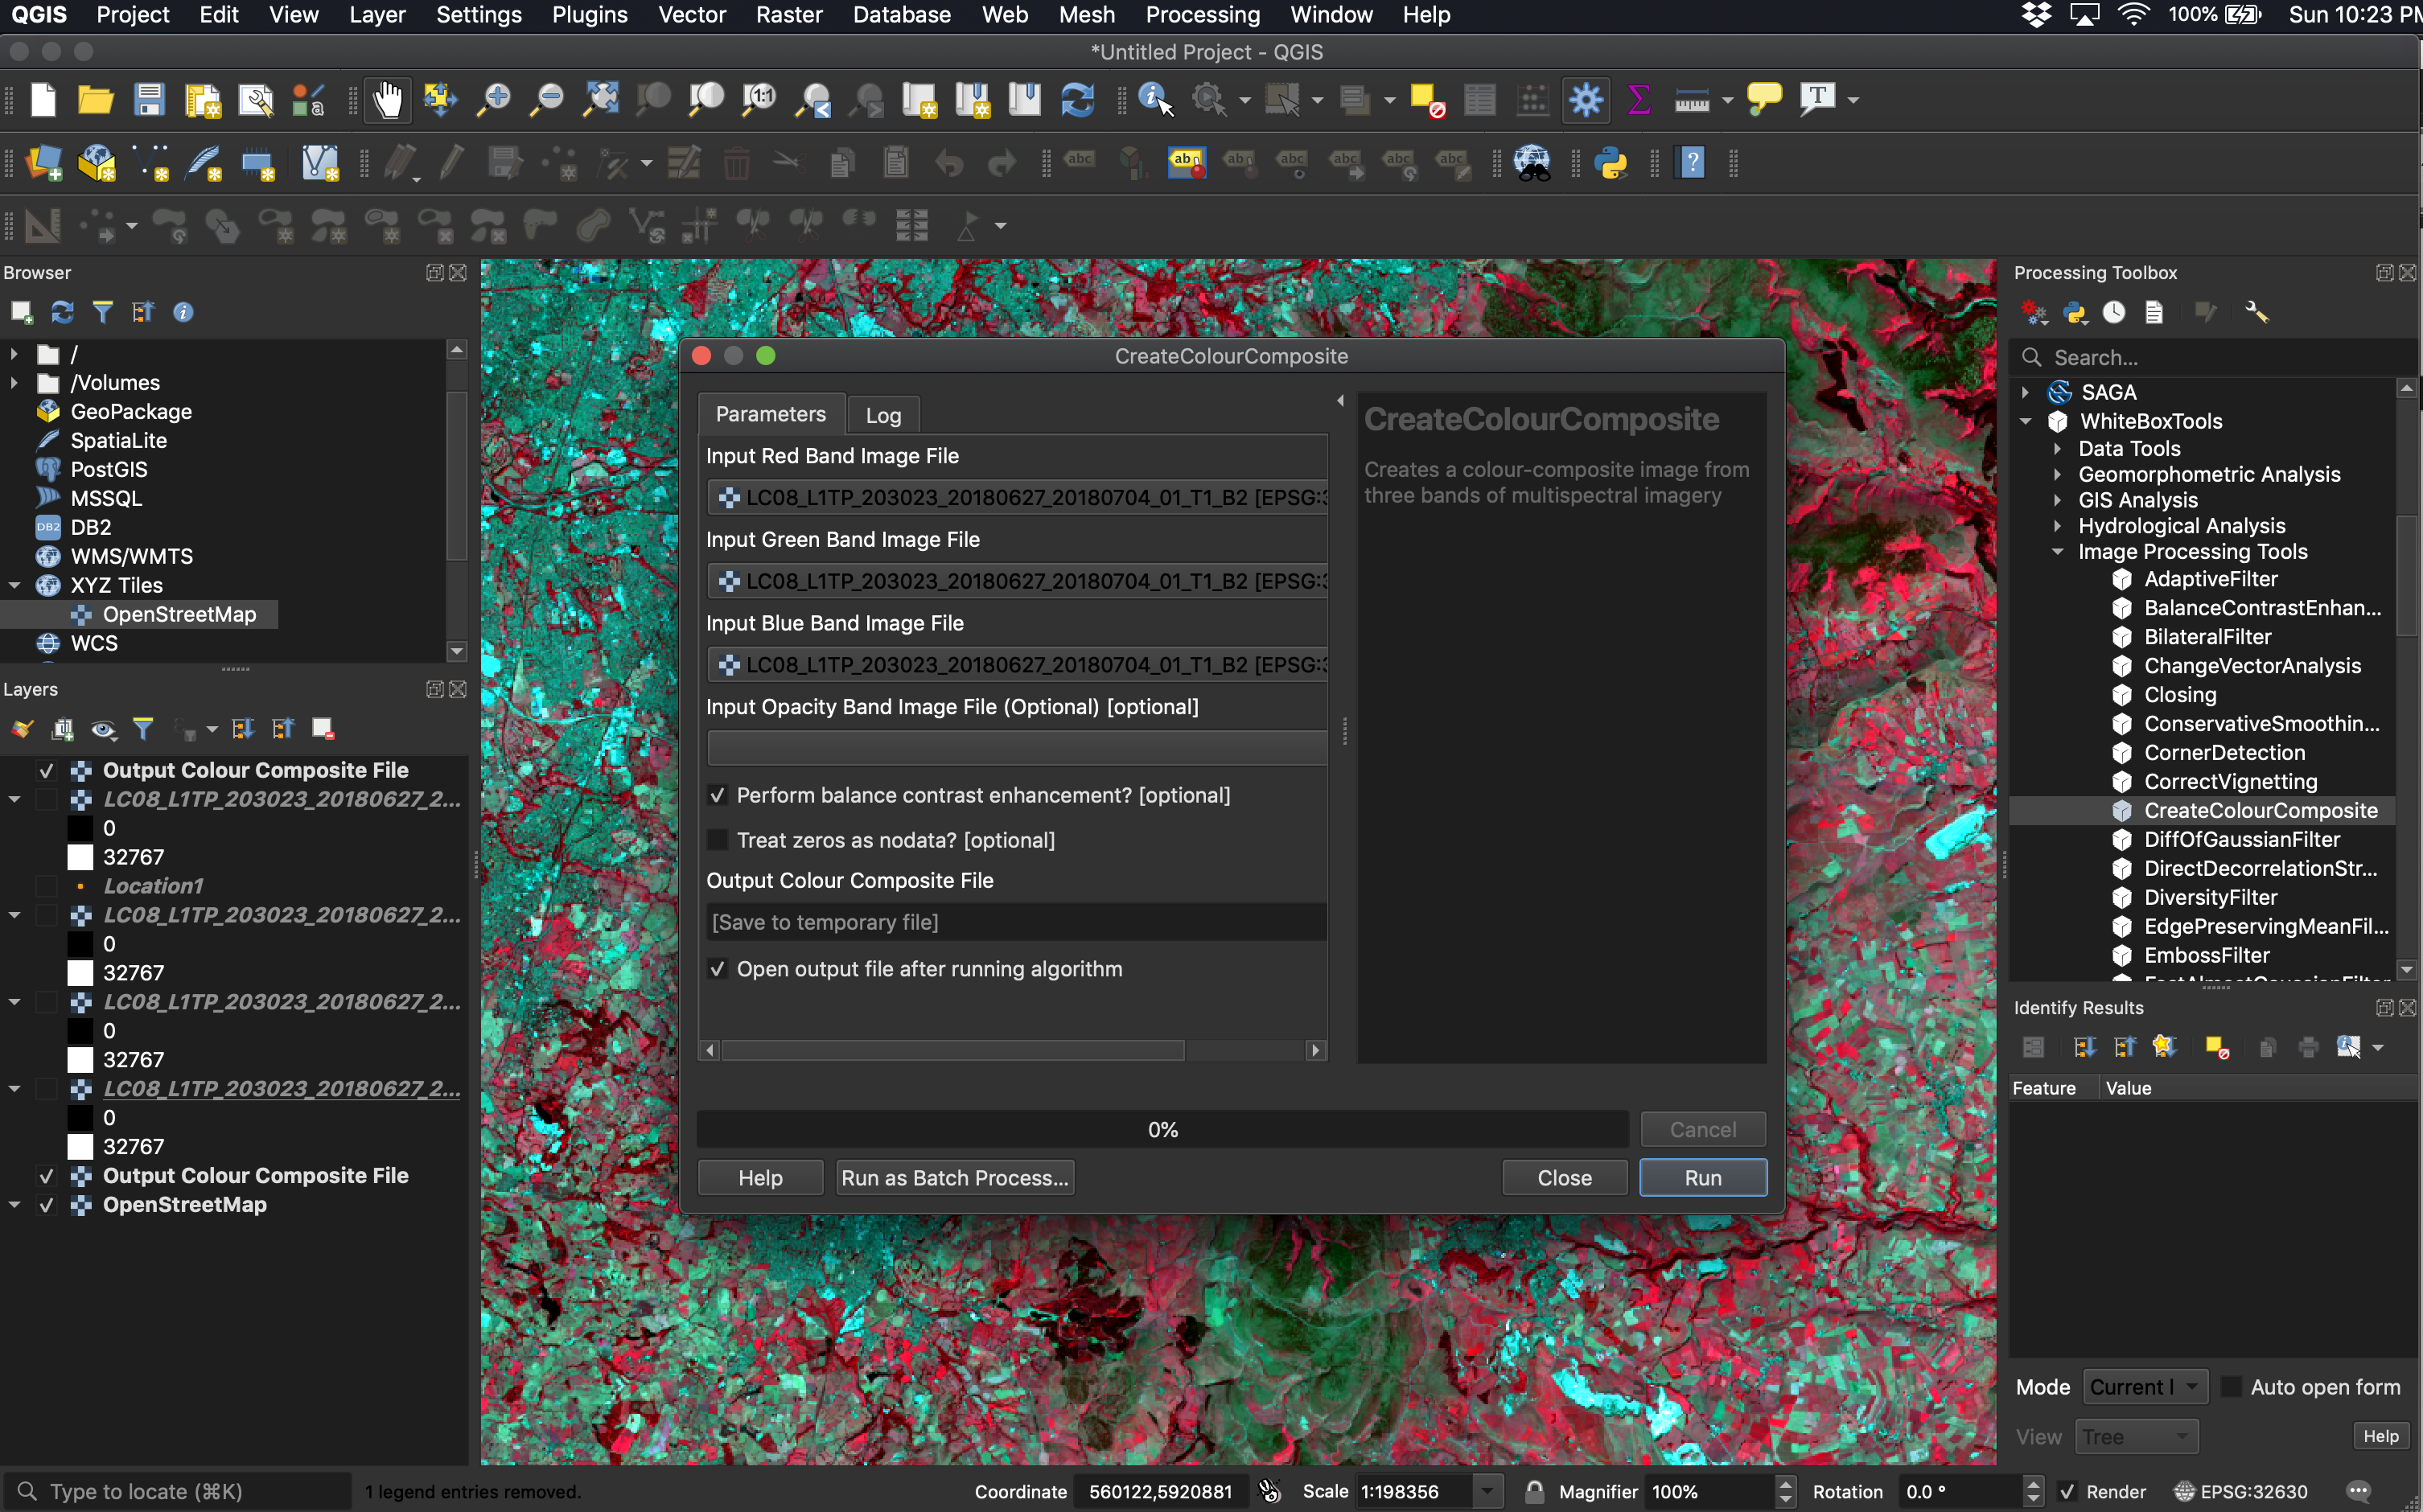 QGIS Project Edit View Layer Settings Plugins Vector Raster Database Web Mesh Processing Window Help 100% Sun 10:23 PM
*Untitled Project - QGIS
Browser
/
/Volumes
GeoPackage
SpatiaLite
PostGIS
MSSQL
DB2
WMS/WMTS
XYZ Tiles
OpenStreetMap
WCS
Layers
Output Colour Composite File
LC08_L1TP_203023_20180627_2...
0
32767
Location1
LC08_L1TP_203023_20180627_2...
0
32767
LC08_L1TP_203023_20180627_2...
0
32767
LC08_L1TP_203023_20180627_2...
0
32767
Output Colour Composite File
OpenStreetMap
CreateColourComposite
Parameters Log
Input Red Band Image File
LC08_L1TP_203023_20180627_20180704_01_T1_B2 [EPSG:3
Input Green Band Image File
LC08_L1TP_203023_20180627_20180704_01_T1_B2 [EPSG:3
Input Blue Band Image File
LC08_L1TP_203023_20180627_20180704_01_T1_B2 [EPSG:3
Input Opacity Band Image File (Optional) [optional]
Perform balance contrast enhancement? [optional]
Treat zeros as nodata? [optional]
Output Colour Composite File
[Save to temporary file]
Open output file after running algorithm
CreateColourComposite
Creates a colour-composite image from
three bands of multispectral imagery
0% Cancel
Help Run as Batch Process... Close Run
Processing Toolbox
Search...
SAGA
WhiteBoxTools
Data Tools
Geomorphometric Analysis
GIS Analysis
Hydrological Analysis
Image Processing Tools
AdaptiveFilter
BalanceContrastEnhan...
BilateralFilter
ChangeVectorAnalysis
Closing
ConservativeSmoothin...
CornerDetection
CorrectVignetting
CreateColourComposite
DiffOfGaussianFilter
DirectDecorrelationStr...
DiversityFilter
EdgePreservingMeanFil...
EmbossFilter
Identify Results
Feature Value
Mode Current l Auto open form
View Tree Help
Type to locate (⌘K) 1 legend entries removed. Coordinate 560122,5920881 Scale 1:198356 Magnifier 100% Rotation 0.0 ° Render EPSG:32630